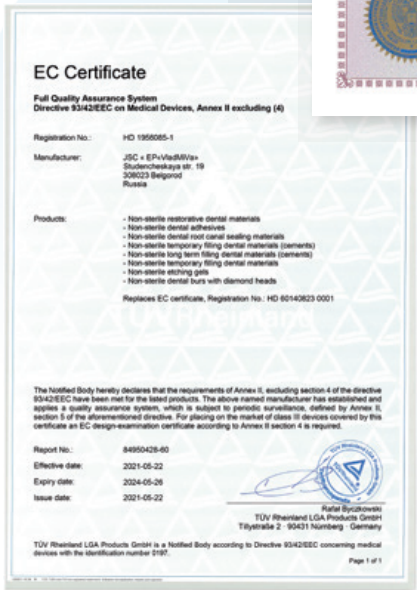 EC Certificate
Full Quality Assurance System
Directive 93/42/EEC on Medical Devices, Annex II excluding (4)
Registration No.: HD 1958085-1
Manufacturer: JSC « EP«VladMiVa»
Studencheskaya str. 19
308023 Belgorod
Russia
Products: - Non-sterile restorative dental materials
- Non-sterile dental adhesives
- Non-sterile dental root canal sealing materials
- Non-sterile temporary filling dental materials (cements)
- Non-sterile long term filling dental materials (cements)
- Non-sterile temporary filling dental materials
- Non-sterile etching gels
- Non-sterile dental burs with diamond heads
Replaces EC certificate, Registration No.: HD 60140823 0001
The Notified Body hereby declares that the requirements of Annex II, excluding section 4 of the directive
93/42/EEC have been met for the listed products. The above named manufacturer has established and
applies a quality assurance system, which is subject to periodic surveillance, defined by Annex II,
section 5 of the aforementioned directive. For placing on the market of class III devices covered by this
certificate an EC design-examination certificate according to Annex II section 4 is required.
Report No.: 84950428-60
Effective date: 2021-05-22
Expiry date: 2024-05-26
Issue date: 2021-05-22
TÜV Rheinland LGA Products GmbH
Rafał Byczkowski
TÜV Rheinland LGA Products GmbH
Tillystraße 2 · 90431 Nürnberg · Germany
TÜV Rheinland LGA Products GmbH is a Notified Body according to Directive 93/42/EEC concerning medical
devices with the identification number 0197.
Page 1 of 1